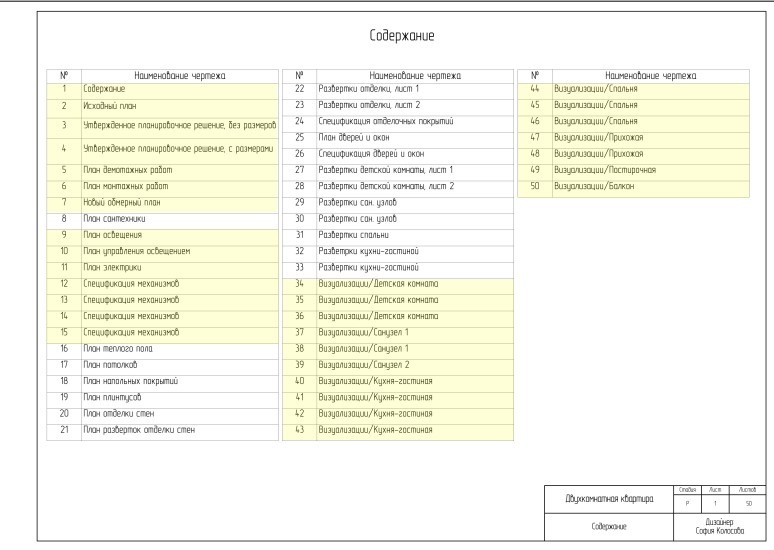 Содержание
№ Наименование чертежа
1 Содержание
2 Исходный план
3 Утвержденное планировочное решение, без размеров
4 Утвержденное планировочное решение, с размерами
5 План демотажных работ
6 План монтажных работ
7 Новый обмерный план
8 План сантехники
9 План освещения
10 План управления освещением
11 План электрики
12 Спецификация механизмов
13 Спецификация механизмов
14 Спецификация механизмов
15 Спецификация механизмов
16 План теплого пола
17 План потолков
18 План напольных покрытий
19 План плинтусов
20 План отделки стен
21 План разверток отделки стен
№ Наименование чертежа
22 Развертки отделки, лист 1
23 Развертки отделки, лист 2
24 Спецификация отделочных покрытий
25 План дверей и окон
26 Спецификация дверей и окон
27 Развертки детской комнаты, лист 1
28 Развертки детской комнаты, лист 2
29 Развертки сан. узлов
30 Развертки сан. узлов
31 Развертки спальни
32 Разветрки кухни-гостиной
33 Развертки кухни-гостиной
34 Визуализации/Детская комната
35 Визуализации/Детская комната
36 Визуализации/Детская комната
37 Визуализации/Санузел 1
38 Визуализации/Санузел 1
39 Визуализации/Санузел 2
40 Визуализации/Кухня-гостиная
41 Визуализации/Кухня-гостиная
42 Визуализации/Кухня-гостиная
43 Визуализации/Кухня-гостиная
№ Наименование чертежа
44 Визуализации/Спальня
45 Визуализации/Спальня
46 Визуализации/Спальня
47 Визуализации/Прихожая
48 Визуализации/Прихожая
49 Визуализации/Постирочная
50 Визуализации/Балкон
Двухкомнатная квартира
Стадия Лист Листов
Р 1 50
Содержание
Дизайнер
София Колосова